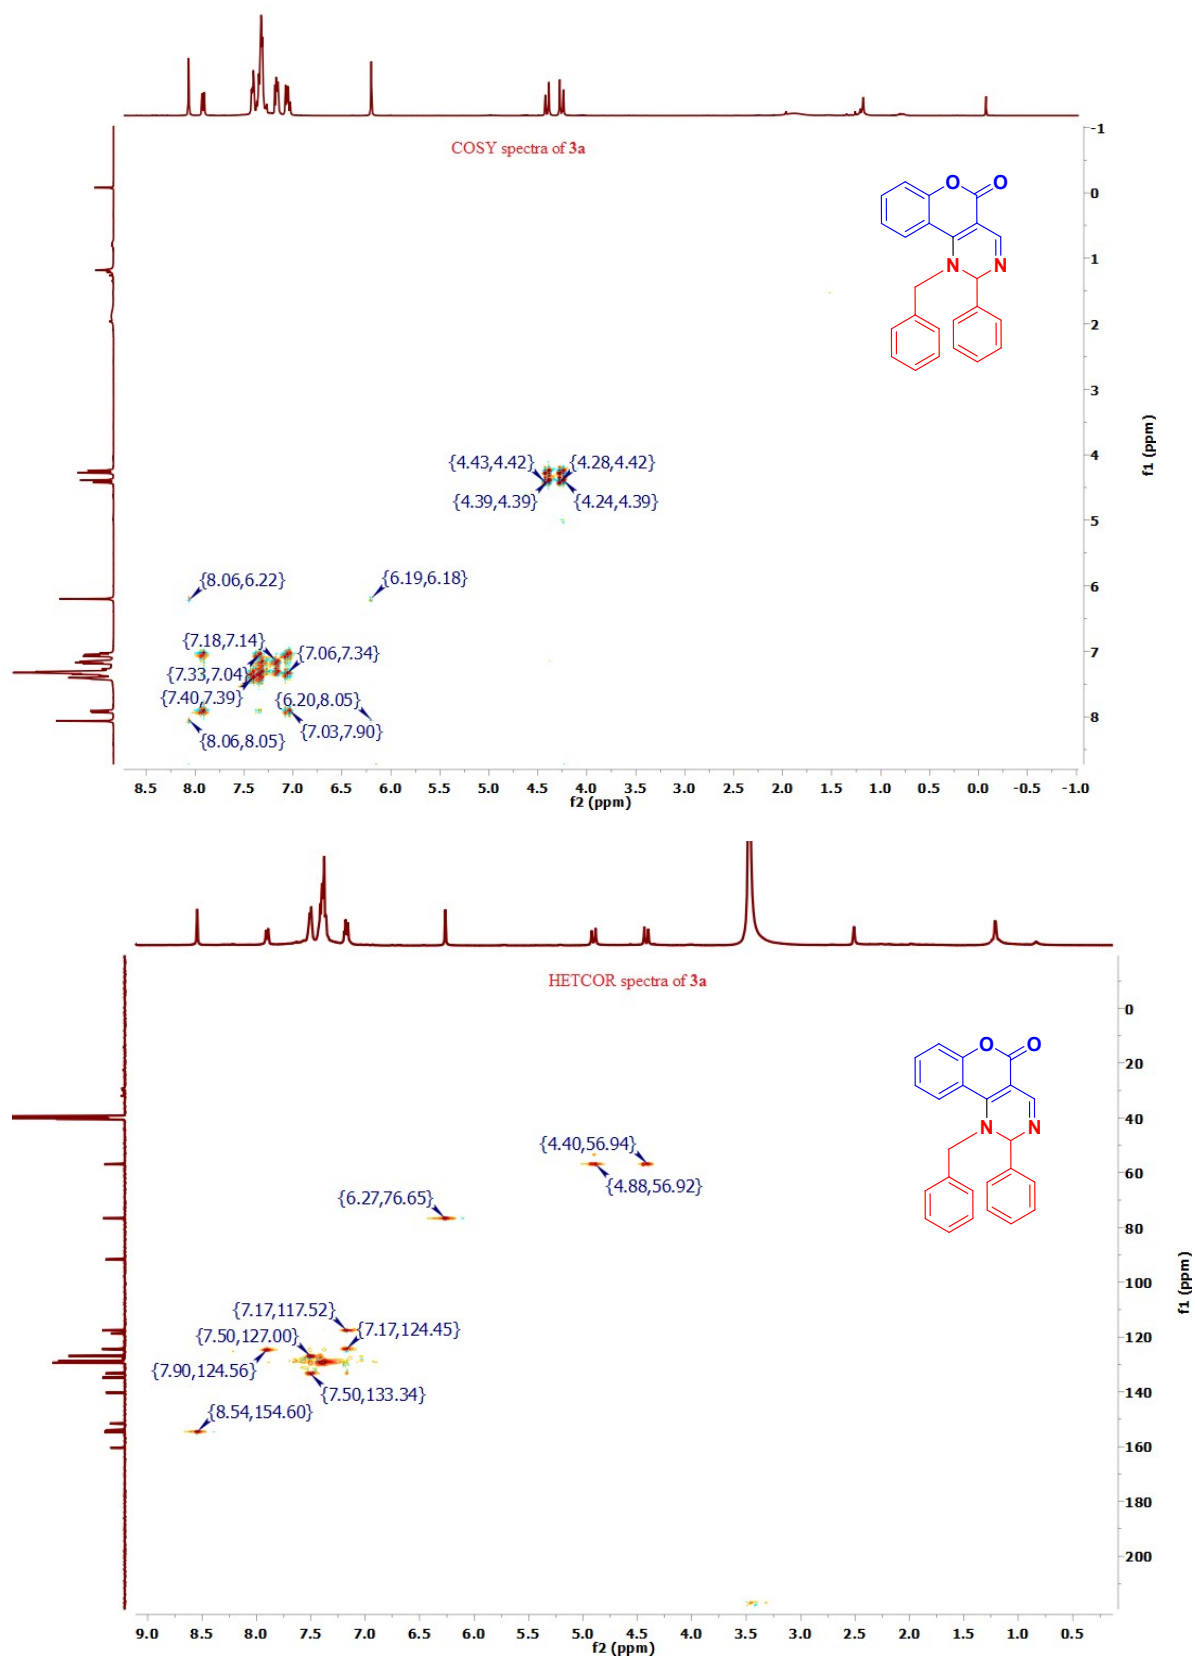 COSY spectra of 3a
O
O
N
N
{4.43,4.42}
{4.28,4.42}
{4.39,4.39}
{4.24,4.39}
{8.06,6.22}
{6.19,6.18}
{7.18,7.14}
{7.06,7.34}
{7.33,7.04}
{7.40,7.39}
{6.20,8.05}
{7.03,7.90}
{8.06,8.05}
-1
0
1
2
3
4
5
6
7
8
f1 (ppm)
8.5 8.0 7.5 7.0 6.5 6.0 5.5 5.0 4.5 4.0 3.5 3.0 2.5 2.0 1.5 1.0 0.5 0.0 -0.5 -1.0
f2 (ppm)
HETCOR spectra of 3a
O
O
N
N
{4.40,56.94}
{4.88,56.92}
{6.27,76.65}
{7.17,117.52}
{7.17,124.45}
{7.50,127.00}
{7.90,124.56}
{7.50,133.34}
{8.54,154.60}
0
20
40
60
80
100
120
140
160
180
200
f1 (ppm)
9.0 8.5 8.0 7.5 7.0 6.5 6.0 5.5 5.0 4.5 4.0 3.5 3.0 2.5 2.0 1.5 1.0 0.5
f2 (ppm)